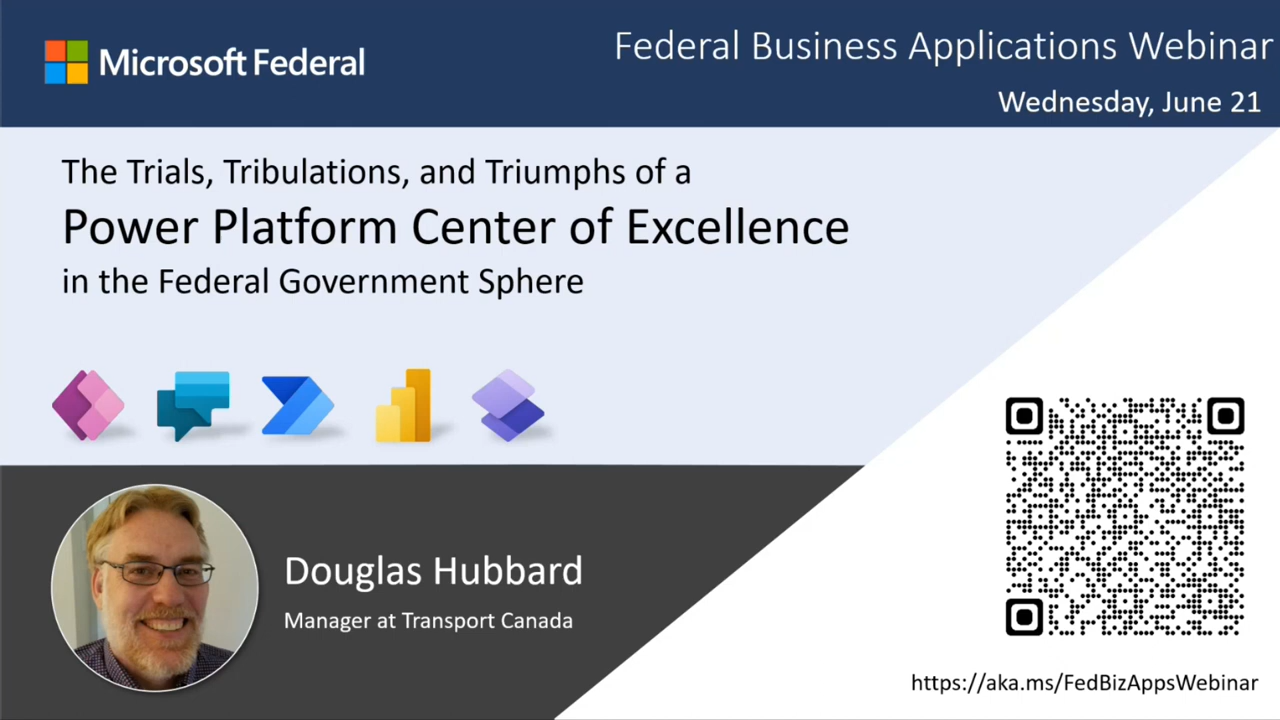 Microsoft Federal
Federal Business Applications Webinar
Wednesday, June 21
The Trials, Tribulations, and Triumphs of a
Power Platform Center of Excellence
in the Federal Government Sphere
Douglas Hubbard
Manager at Transport Canada
https://aka.ms/FedBizAppsWebinar